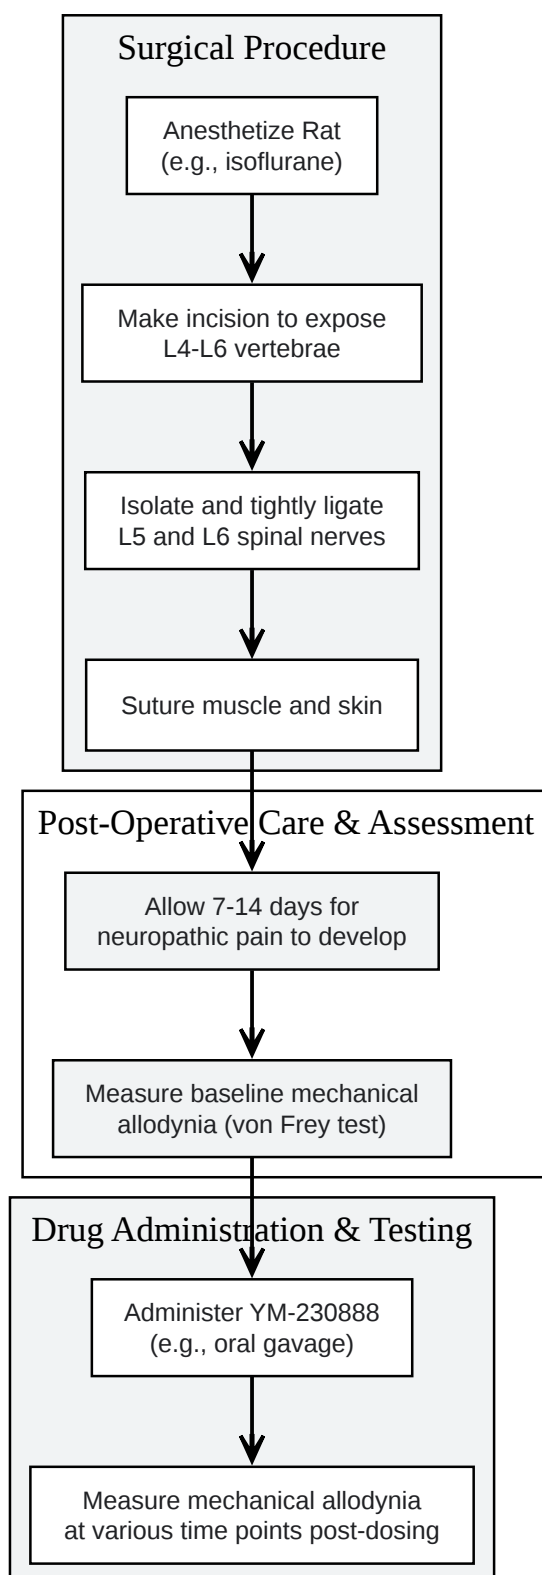 Surgical Procedure
Anesthetize Rat
(e.g., isoflurane)
Make incision to expose
L4-L6 vertebrae
Isolate and tightly ligate
L5 and L6 spinal nerves
Suture muscle and skin
Post-Operative Care & Assessment
Allow 7-14 days for
neuropathic pain to develop
Measure baseline mechanical
allodynia (von Frey test)
Drug Administration & Testing
Administer YM-230888
(e.g., oral gavage)
Measure mechanical allodynia
at various time points post-dosing